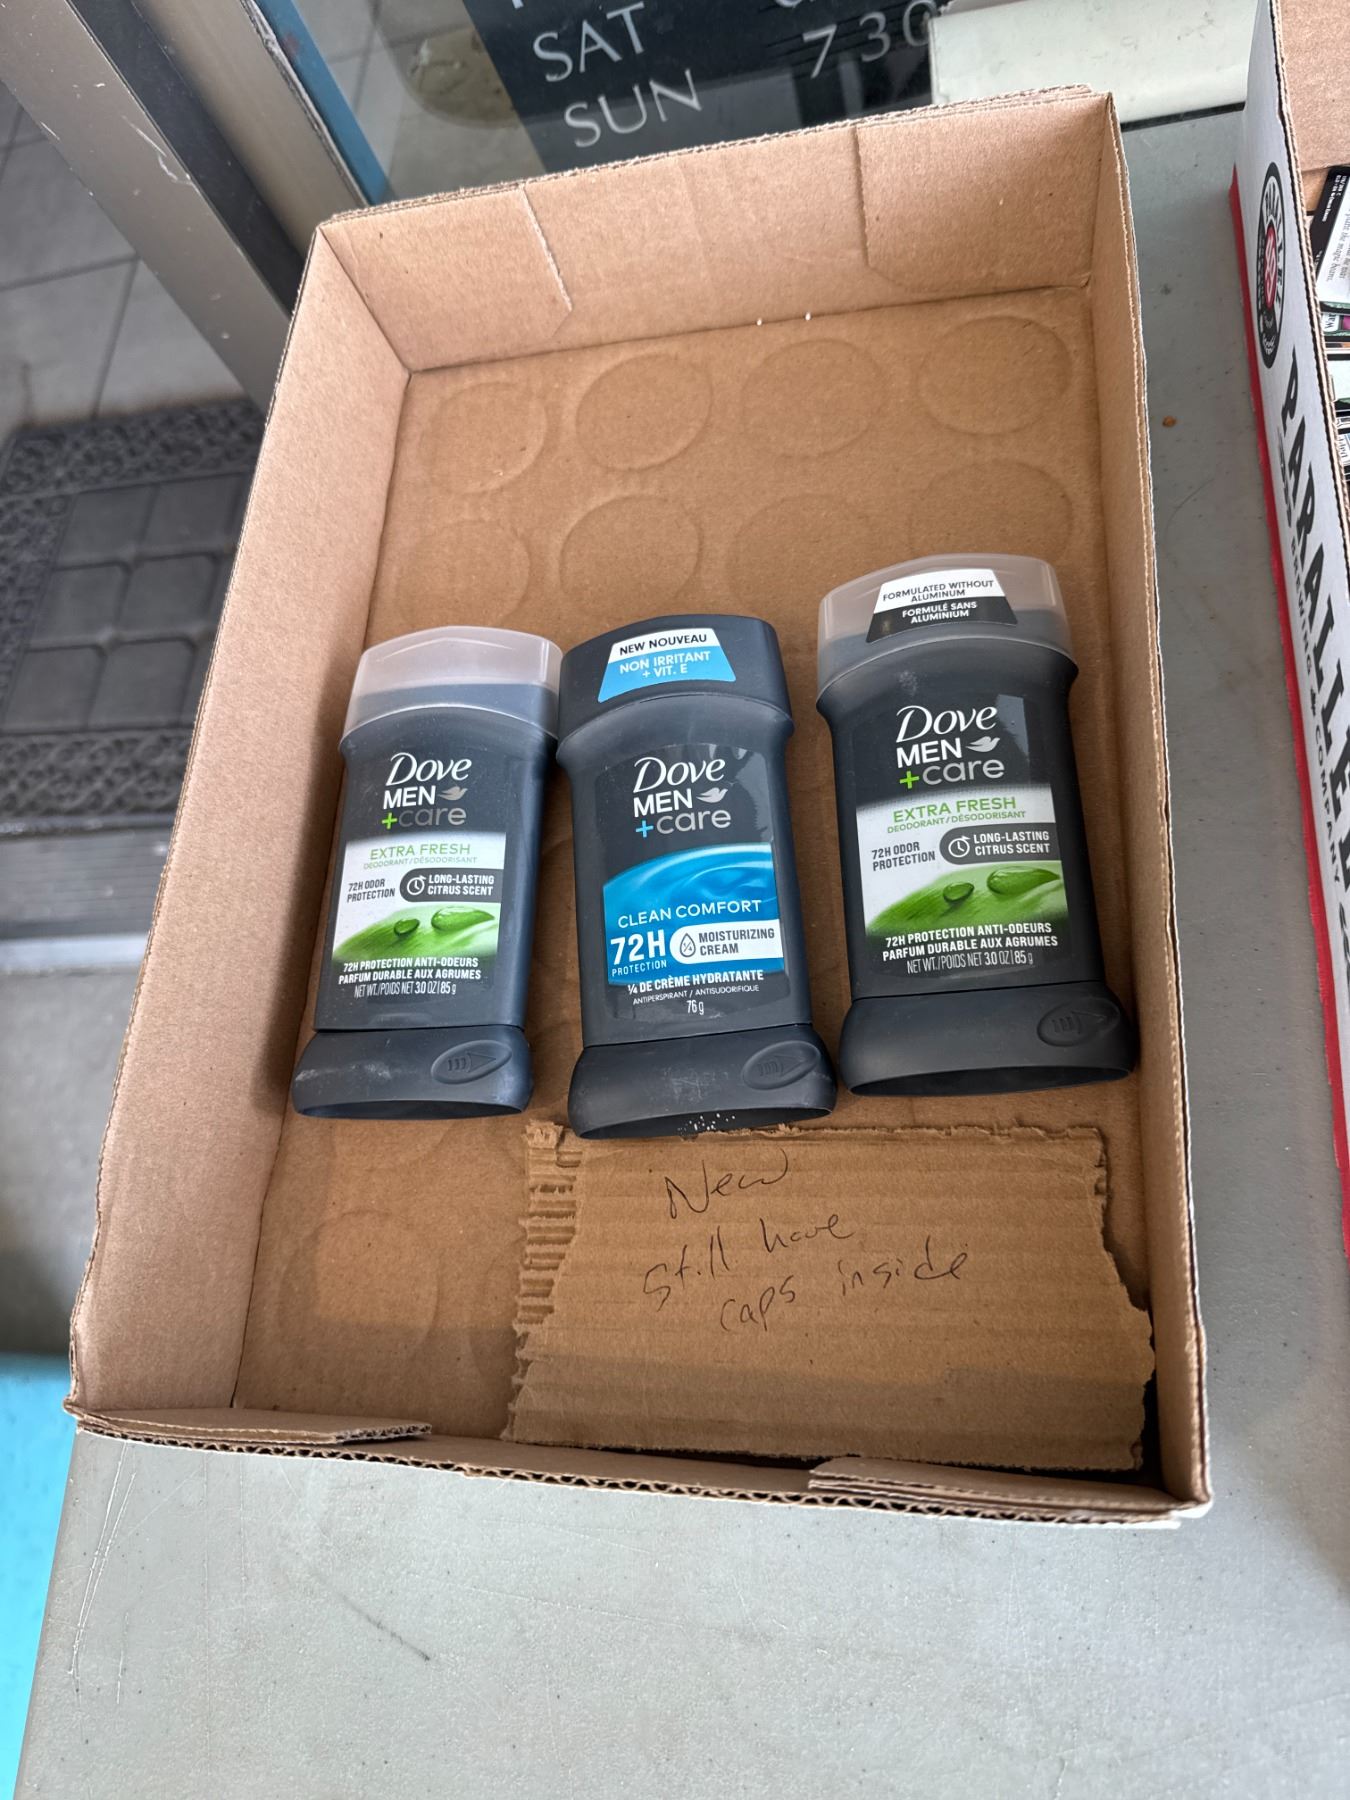 SAT
SUN
730
Dove
MEN
+care
EXTRA FRESH
DEODORANT/DÉSODORISANT
72H ODOR
PROTECTION
LONG-LASTING
CITRUS SCENT
72H PROTECTION ANTI-ODEURS
PARFUM DURABLE AUX AGRUMES
NET WT./POIDS NET 3.0 OZ | 85 g
NEW NOUVEAU
NON IRRITANT
+ VIT. E
Dove
MEN
+care
CLEAN COMFORT
72H
PROTECTION
1/4
MOISTURIZING
CREAM
¼ DE CRÈME HYDRATANTE
ANTIPERSPIRANT / ANTISUDORIFIQUE
76 g
FORMULATED WITHOUT
ALUMINUM
FORMULÉ SANS
ALUMINIUM
Dove
MEN
+care
EXTRA FRESH
DEODORANT/DÉSODORISANT
72H ODOR
PROTECTION
LONG-LASTING
CITRUS SCENT
72H PROTECTION ANTI-ODEURS
PARFUM DURABLE AUX AGRUMES
NET WT./POIDS NET 3.0 OZ | 85 g
New
still have
caps inside
PARALLEL
BREWING & COMPANY